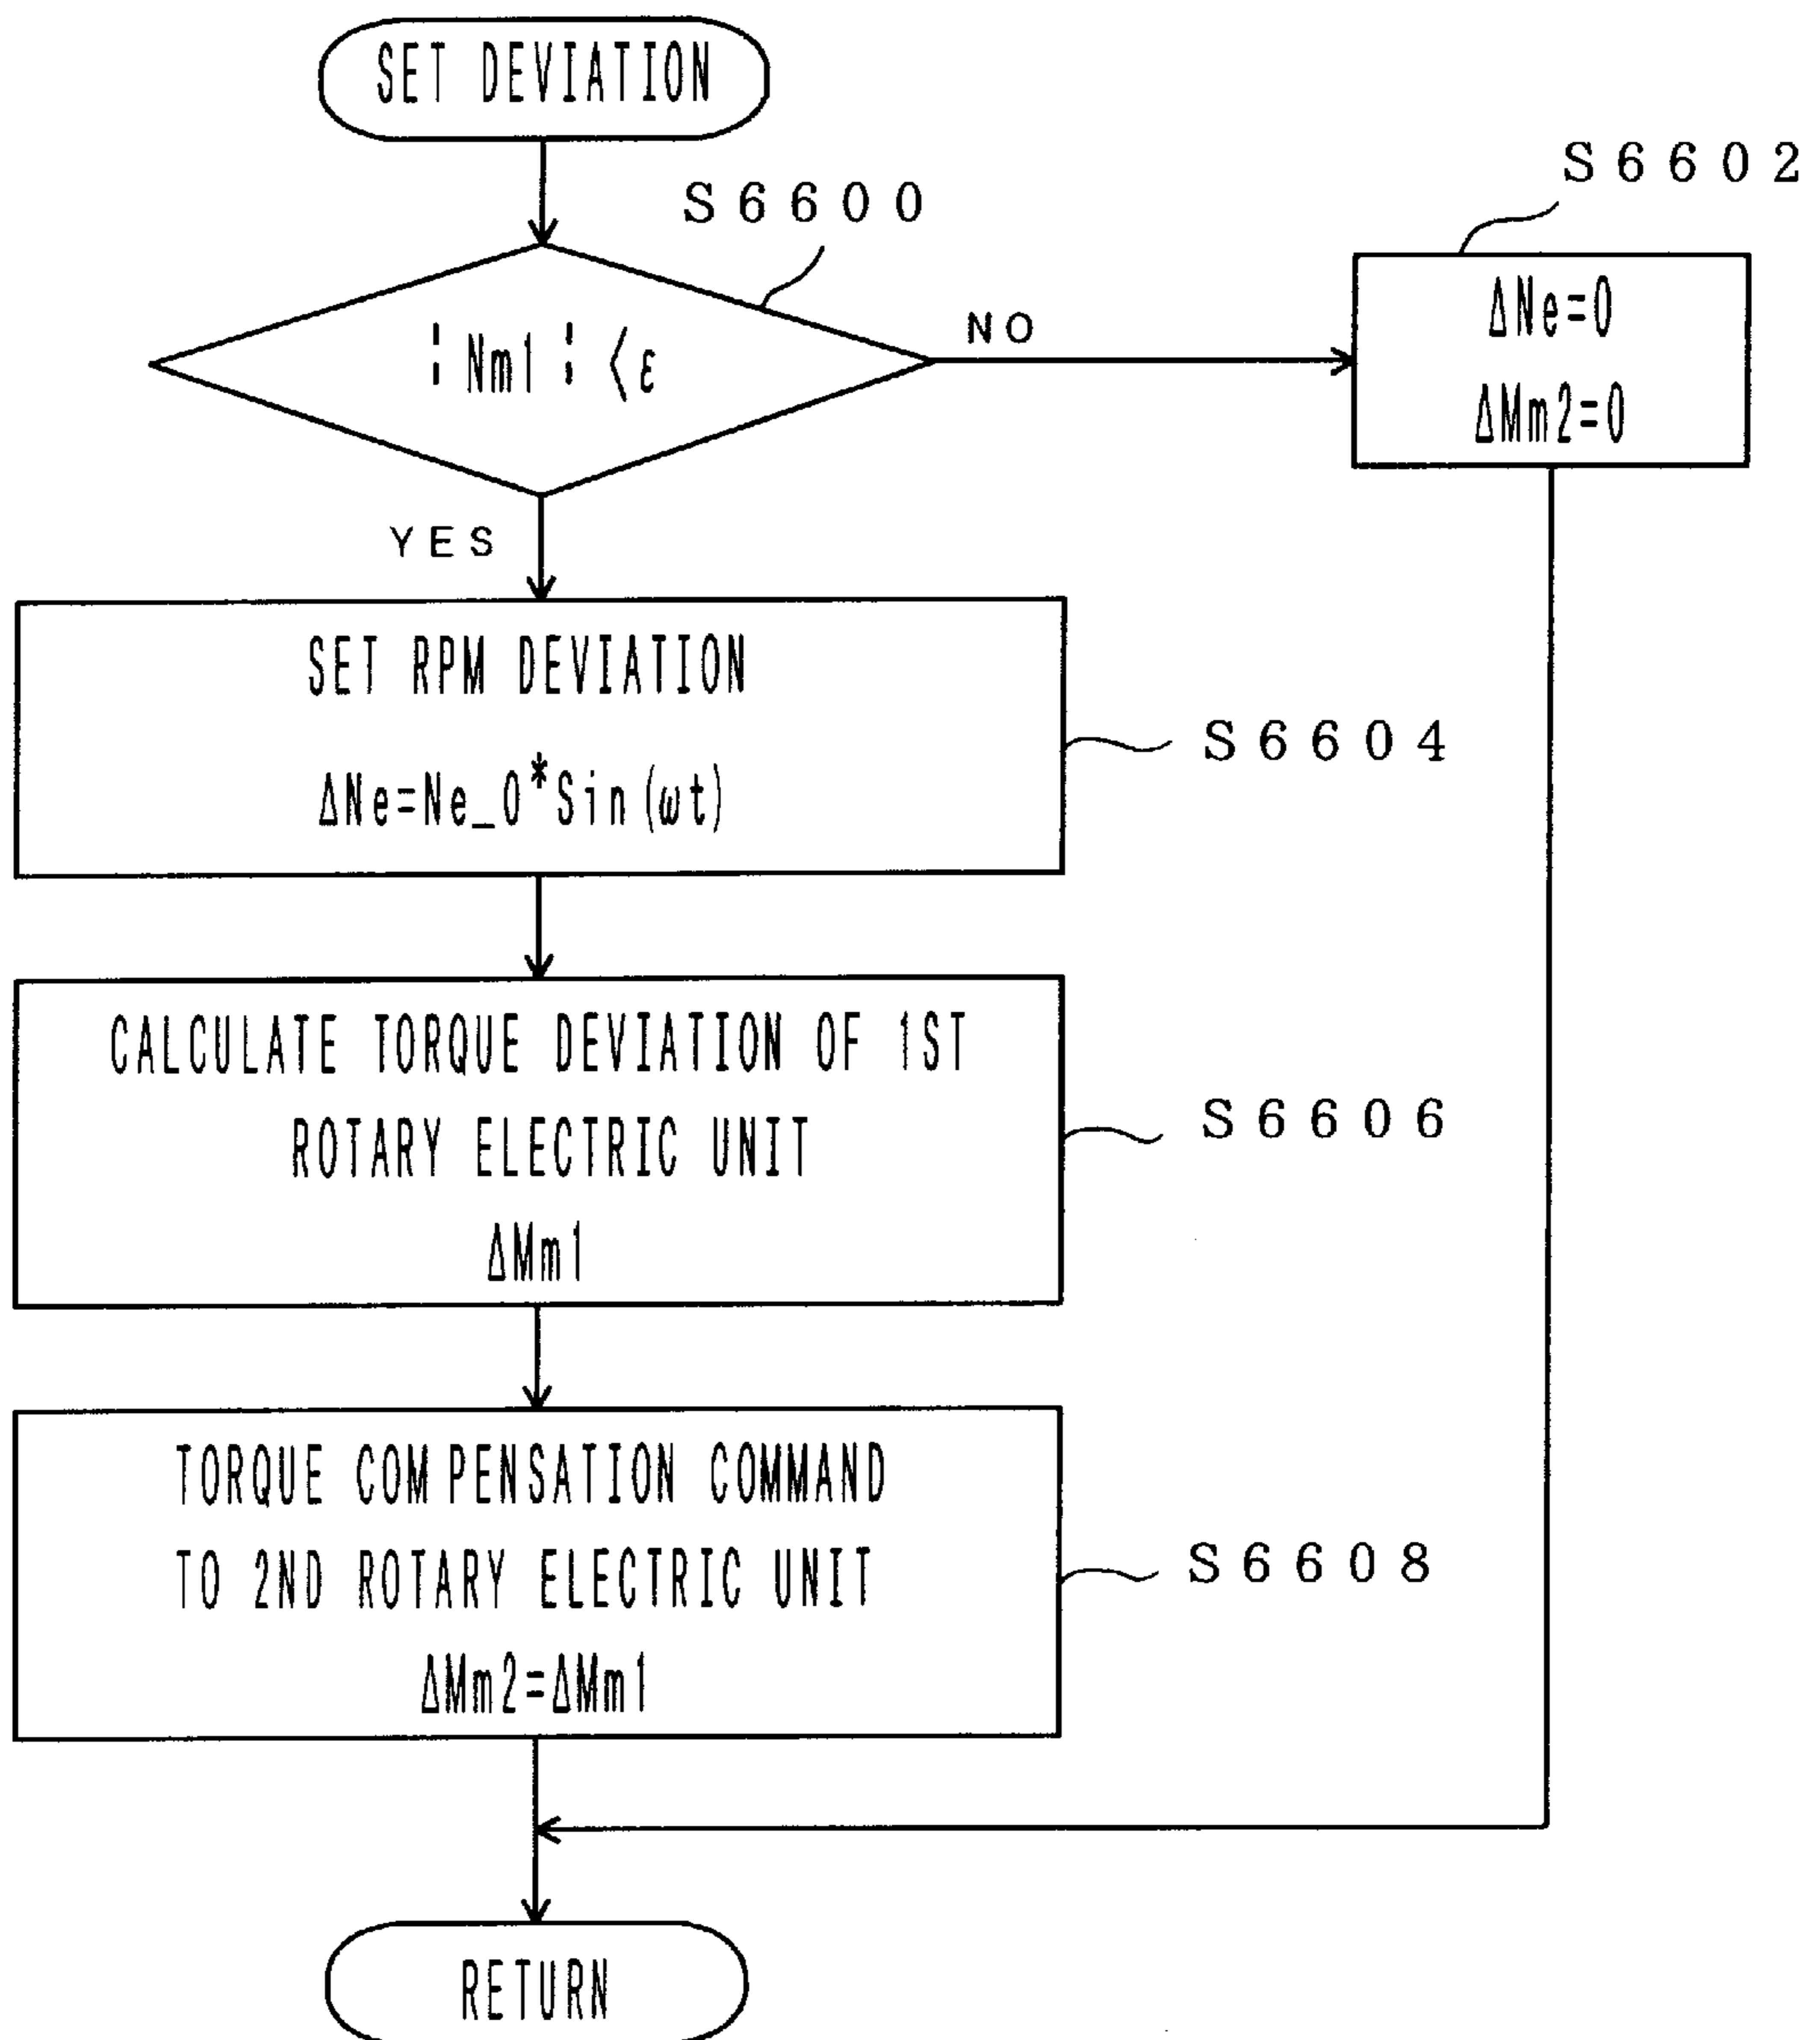 SET DEVIATION
S6600
S6602
¦Nm1¦<ε
NO
ΔNe=0
ΔMm2=0
YES
SET RPM DEVIATION
ΔNe=Ne_0*Sin(ωt)
S6604
CALCULATE TORQUE DEVIATION OF 1ST
ROTARY ELECTRIC UNIT
ΔMm1
S6606
TORQUE COMPENSATION COMMAND
TO 2ND ROTARY ELECTRIC UNIT
ΔMm2=ΔMm1
S6608
RETURN